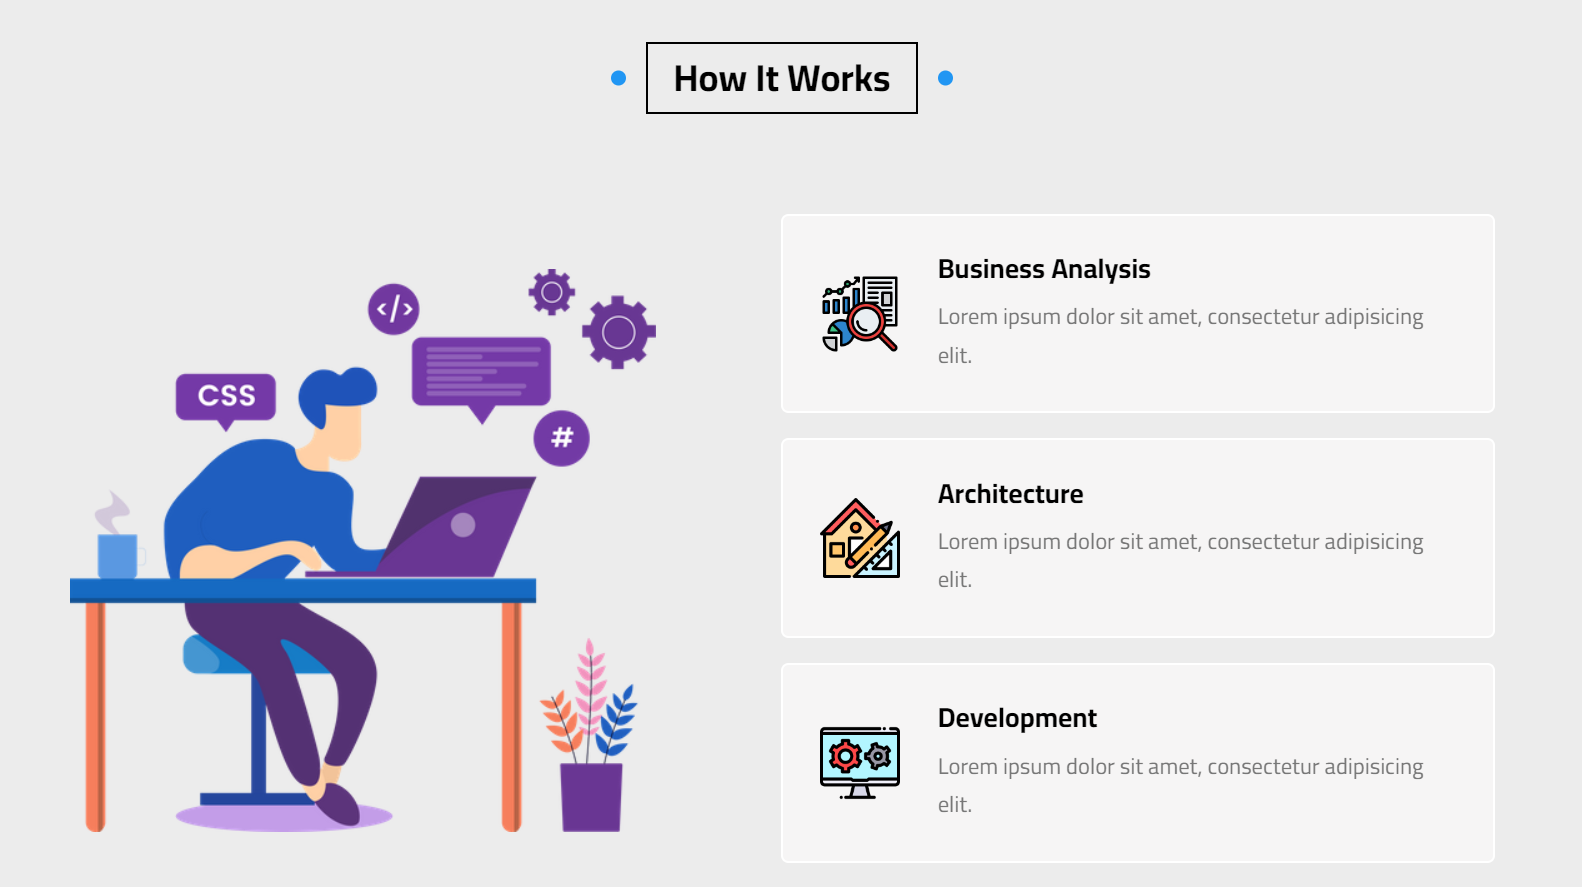 How It Works
</>
CSS
#
Business Analysis
Lorem ipsum dolor sit amet, consectetur adipisicing
elit.
Architecture
Lorem ipsum dolor sit amet, consectetur adipisicing
elit.
Development
Lorem ipsum dolor sit amet, consectetur adipisicing
elit.